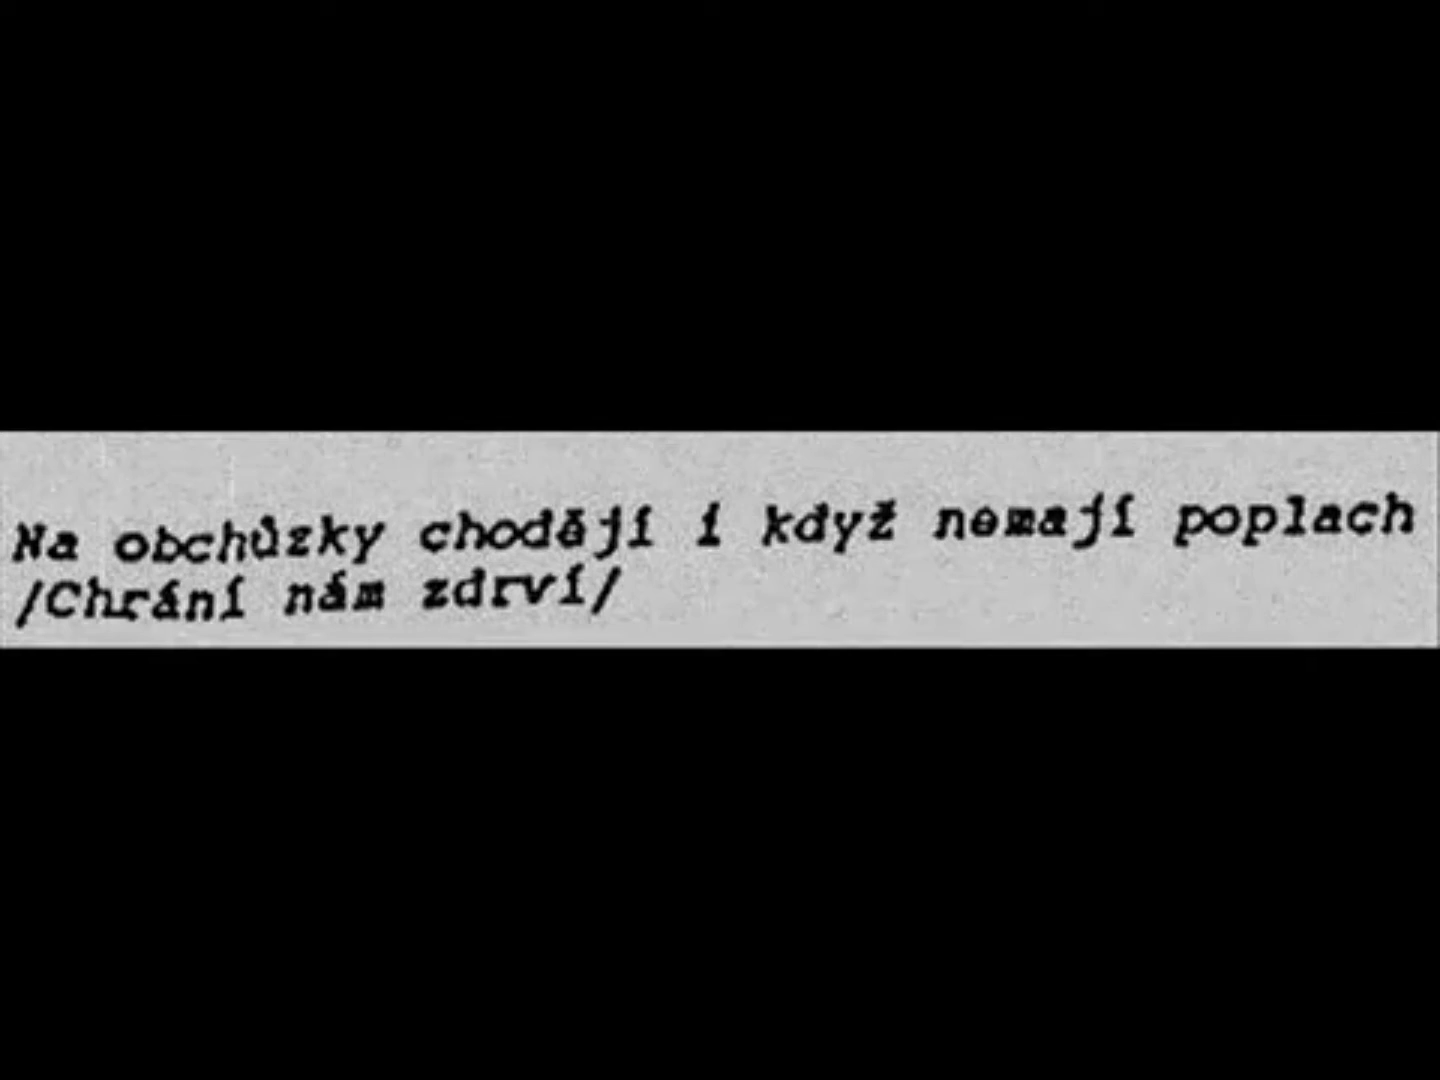 Na obchůzky chodějí i když nemají poplach
/Chrání nám zdrví/